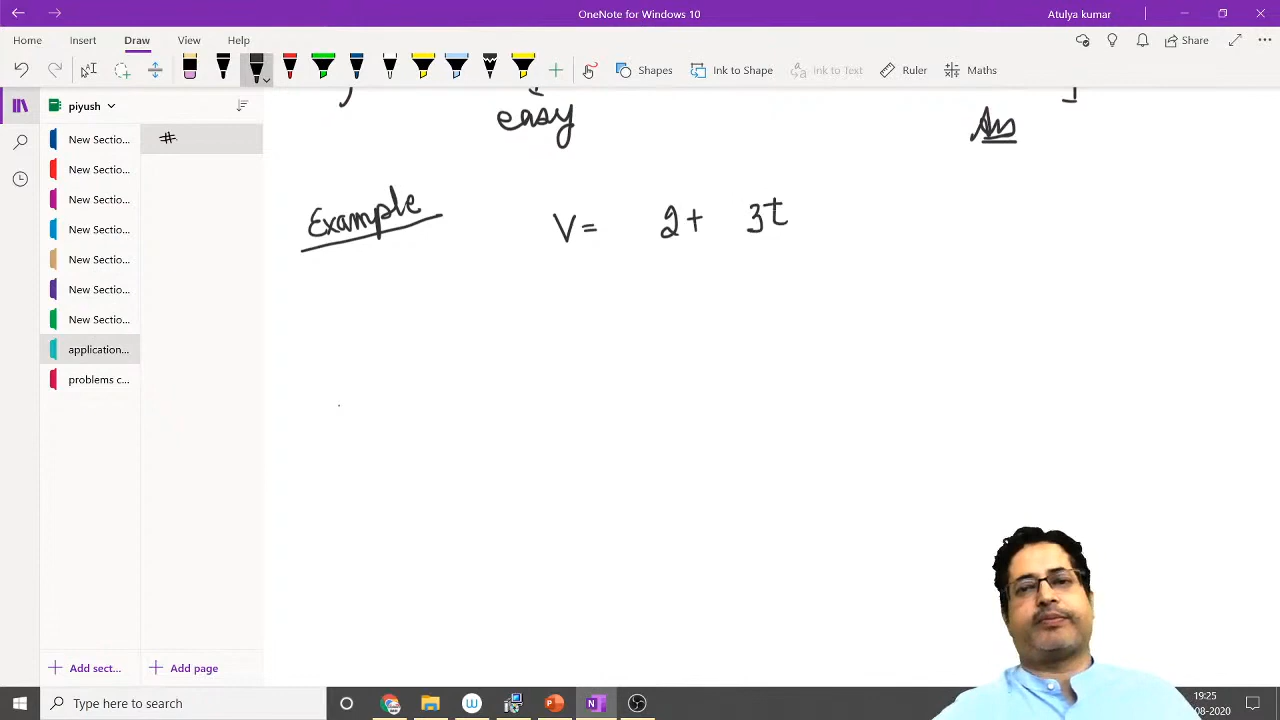 OneNote for Windows 10
Atulya kumar
Home Insert Draw View Help
Share
Shapes Ink to Shape Ink to Text Ruler Maths
piyush
easy
Ans
#
New Sectio...
New Sectio...
New Sectio...
New Sectio...
New Sectio...
New Sectio...
New Sectio...
application...
problems c...
Example V = 2+ 3t
Add sect... Add page
Type here to search
19:25
08-2020